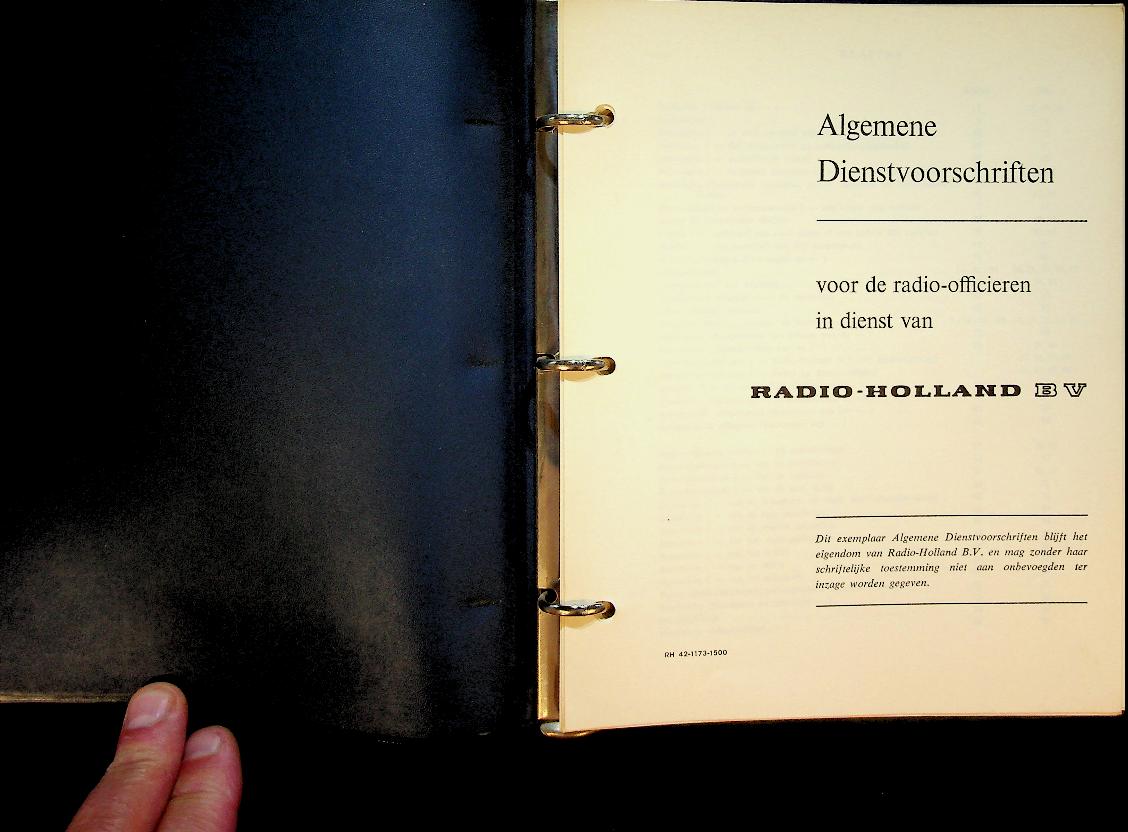 Algemene
Dienstvoorschriften
voor de radio-officieren
in dienst van
RADIO-HOLLAND BV
Dit exemplaar Algemene Dienstvoorschriften blijft het
eigendom van Radio-Holland B.V. en mag zonder haar
schriftelijke toestemming niet aan onbevoegden ter
inzage worden gegeven.
RH 42-1173-1500